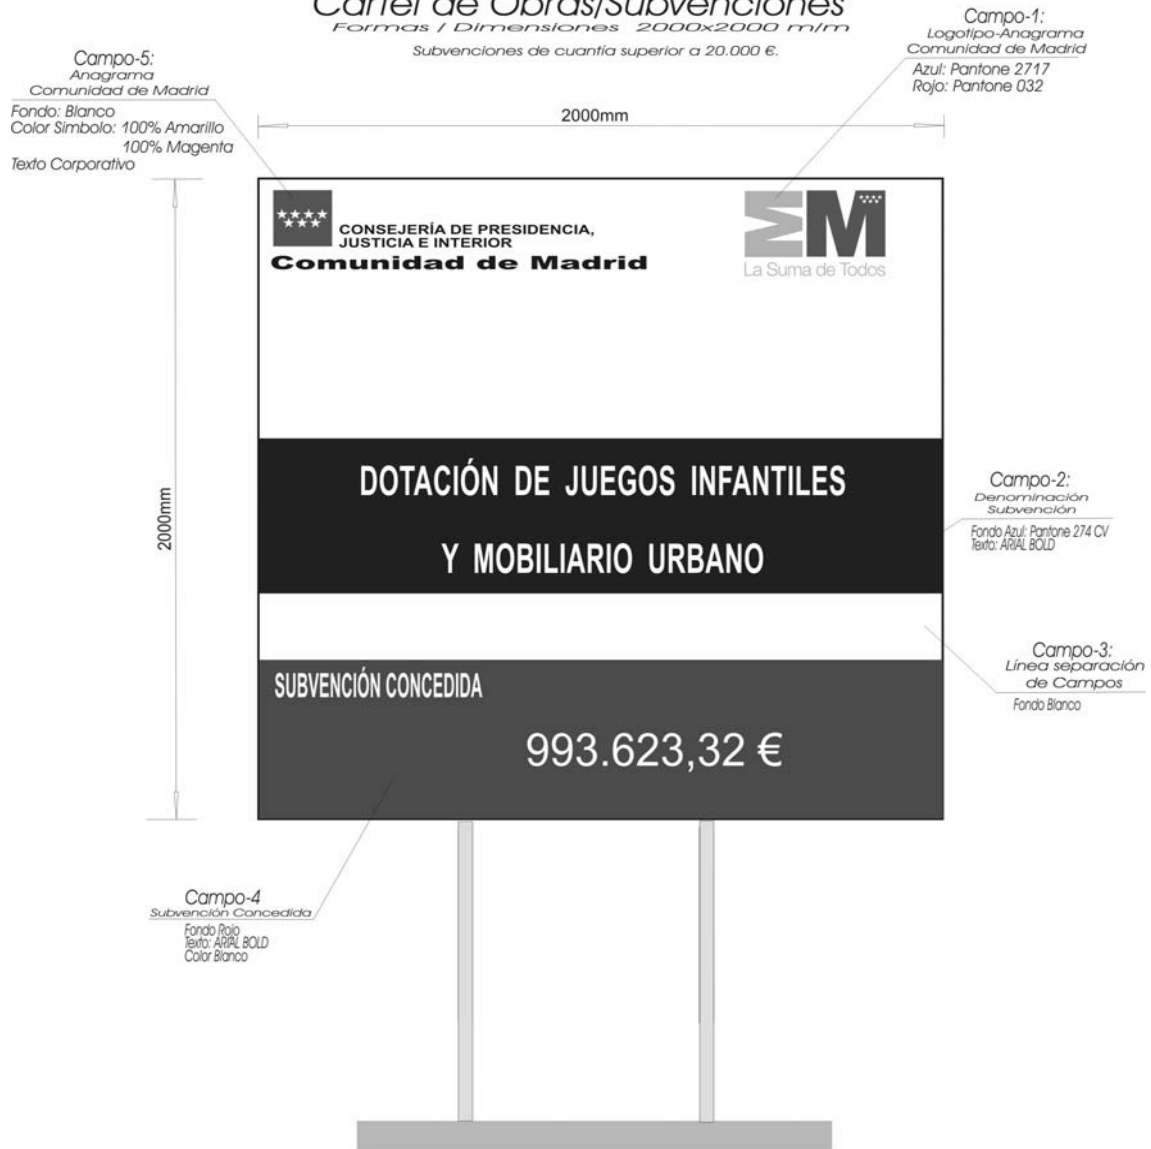 Cartel de Obras/Subvenciones
Formas / Dimensiones 2000x2000 m/m
Subvenciones de cuantía superior a 20.000 €.
Campo-5:
Anagrama
Comunidad de Madrid
Fondo: Blanco
Color Simbolo: 100% Amarillo
100% Magenta
Texto Corporativo
Campo-1:
Logotipo-Anagrama
Comunidad de Madrid
Azul: Pantone 2717
Rojo: Pantone 032
2000mm
2000mm
CONSEJERÍA DE PRESIDENCIA,
JUSTICIA E INTERIOR
Comunidad de Madrid
M
La Suma de Todos
DOTACIÓN DE JUEGOS INFANTILES
Y MOBILIARIO URBANO
Campo-2:
Denominación
Subvención
Fondo Azul: Pantone 274 CV
Texto: ARIAL BOLD
Campo-3:
Línea separación
de Campos
Fondo Blanco
SUBVENCIÓN CONCEDIDA
993.623,32 €
Campo-4
Subvención Concedida
Fondo Rojo
Texto: ARIAL BOLD
Color Blanco